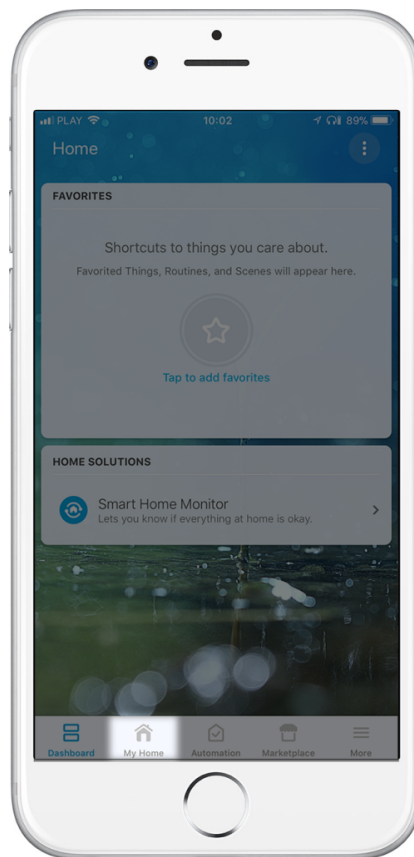 PLAY 10:02 89%
Home
FAVORITES
Shortcuts to things you care about.
Favorited Things, Routines, and Scenes will appear here.
Tap to add favorites
HOME SOLUTIONS
Smart Home Monitor
Lets you know if everything at home is okay.
Dashboard My Home Automation Marketplace More